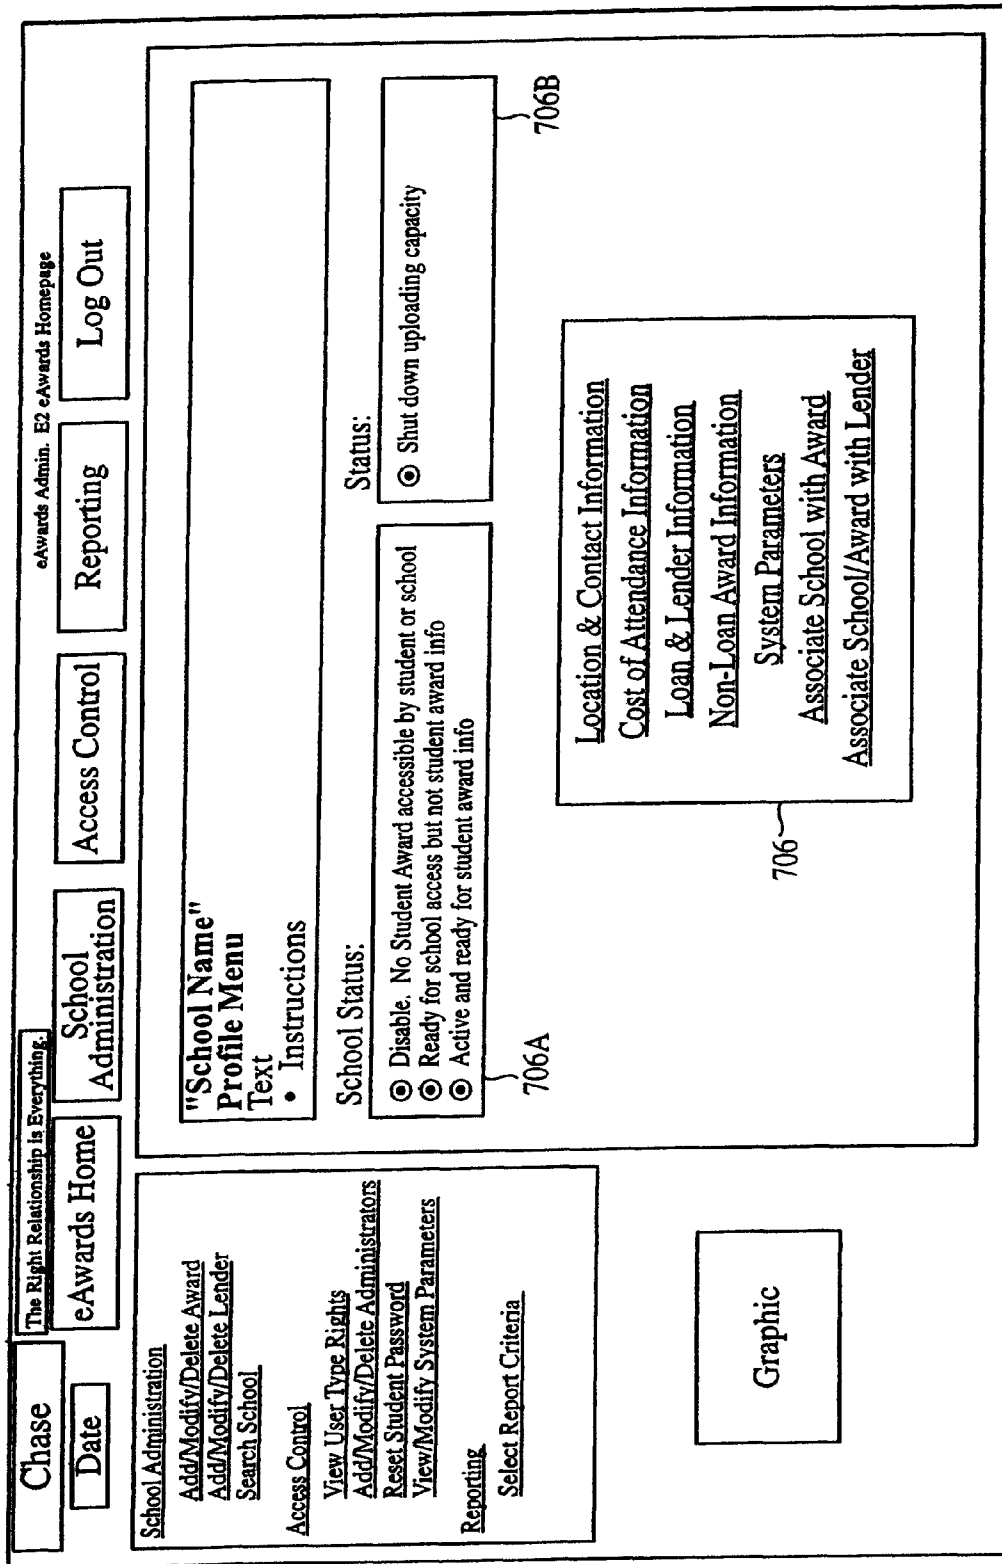 Chase
The Right Relationship is Everything.
eAwards Admin. E2 eAwards Homepage
Date
eAwards Home
School
Administration
Access Control
Reporting
Log Out
School Administration
Add/Modify/Delete Award
Add/Modify/Delete Lender
Search School
Access Control
View User Type Rights
Add/Modify/Delete Administrators
Reset Student Password
View/Modify System Parameters
Reporting
Select Report Criteria
Graphic
"School Name"
Profile Menu
Text
• Instructions
School Status:
Disable. No Student Award accessible by student or school
Ready for school access but not student award info
Active and ready for student award info
706A
Status:
Shut down uploading capacity
706B
Location & Contact Information
Cost of Attendance Information
Loan & Lender Information
Non-Loan Award Information
System Parameters
Associate School with Award
Associate School/Award with Lender
706